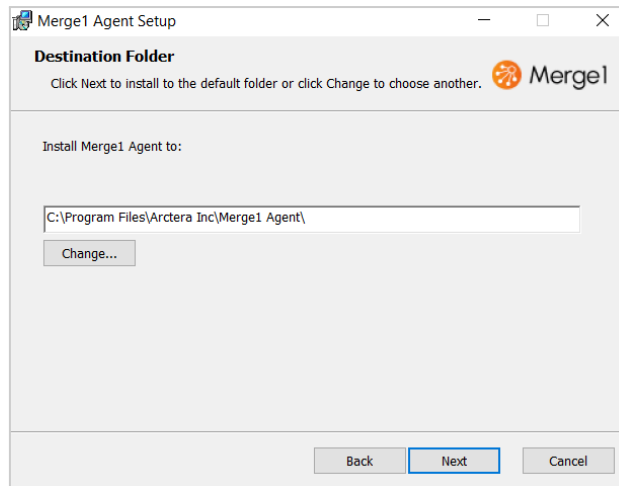 Merge1 Agent Setup
Destination Folder
Click Next to install to the default folder or click Change to choose another.
Merge1
Install Merge1 Agent to:
C:\Program Files\Arctera Inc\Merge1 Agent\
Change...
Back Next Cancel